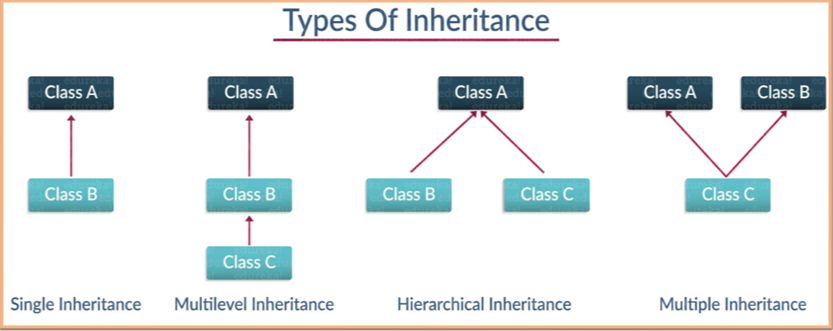 Types Of Inheritance
Class A
Class B
Single Inheritance
Class A
Class B
Class C
Multilevel Inheritance
Class A
Class B
Class C
Hierarchical Inheritance
Class A
Class B
Class C
Multiple Inheritance